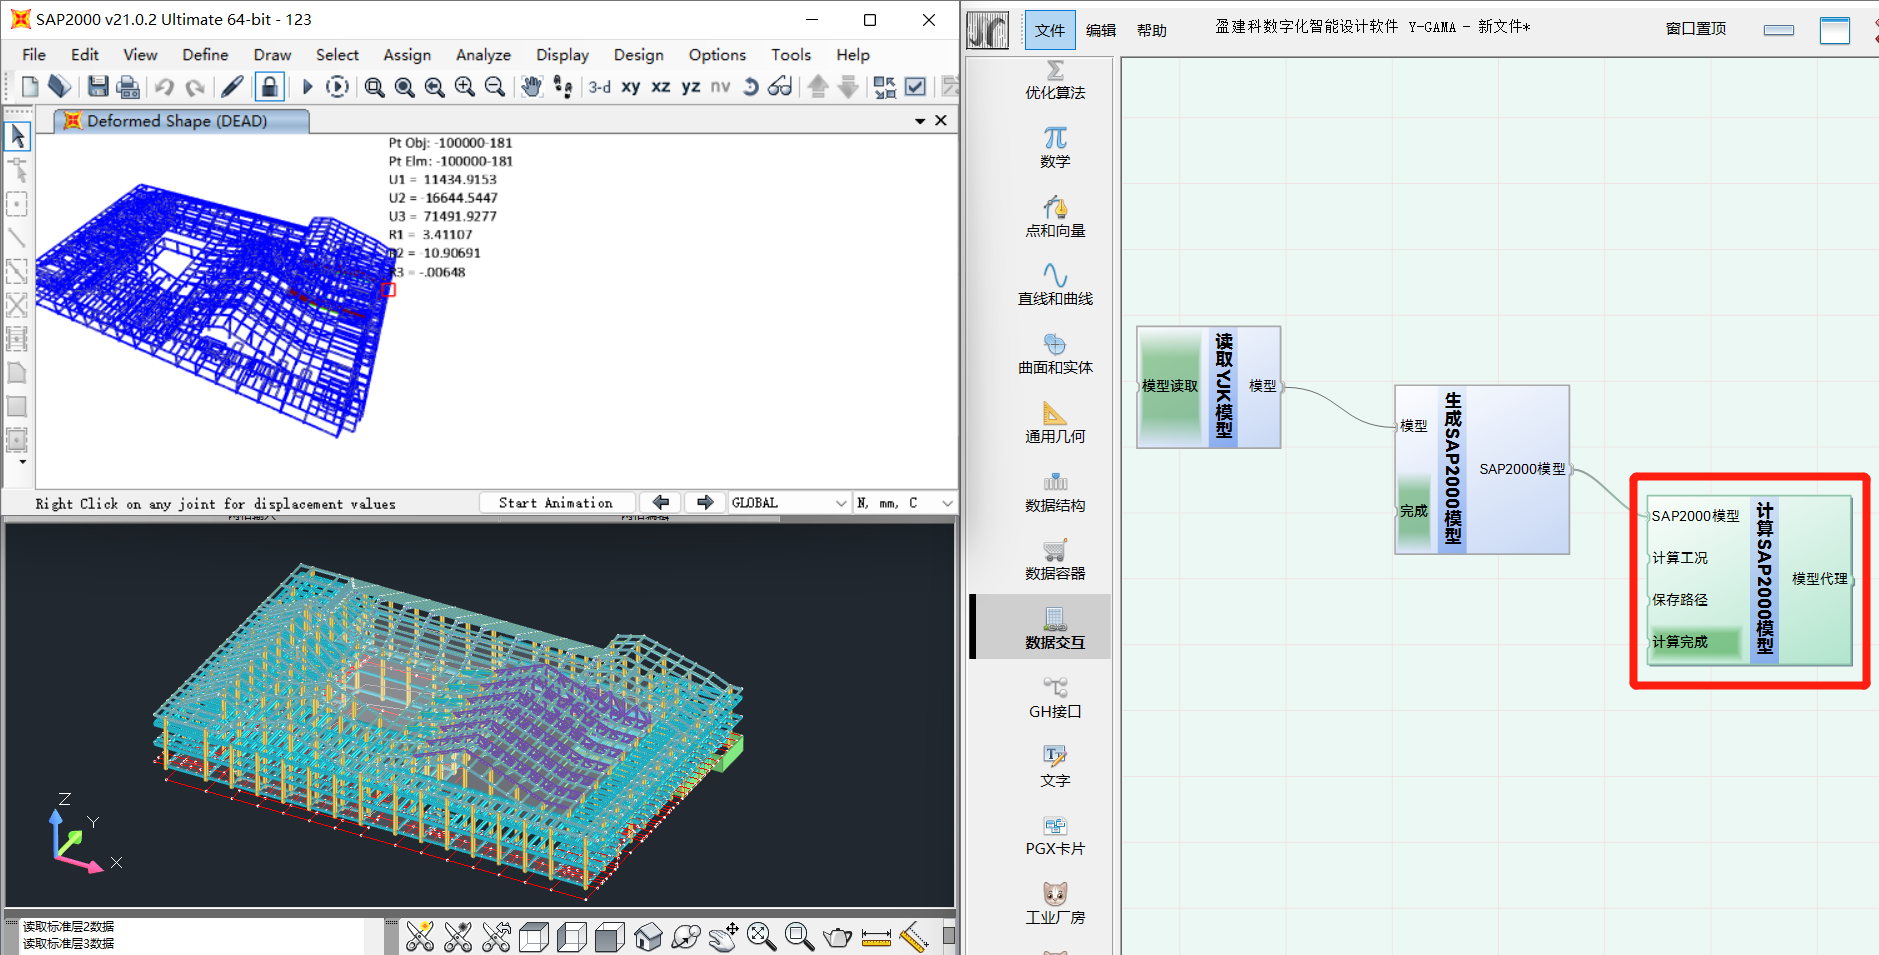 SAP2000 v21.0.2 Ultimate 64-bit - 123
File Edit View Define Draw Select Assign Analyze Display Design Options Tools Help
3-d xy xz yz nv
Deformed Shape (DEAD)
Pt Obj: -100000-181
Pt Elm: -100000-181
U1 = 11434.9153
U2 = -16644.5447
U3 = 71491.9277
R1 = 3.41107
R2 = -10.90691
R3 = -.00648
Right Click on any joint for displacement values
Start Animation
GLOBAL
N, mm, C
Z
Y
X
读取标准层2数据
读取标准层3数据
文件 编辑 帮助
盈建科数字化智能设计软件 Y-GAMA - 新文件*
窗口置顶
优化算法
数学
点和向量
直线和曲线
曲面和实体
通用几何
数据结构
数据容器
数据交互
GH接口
文字
PGX卡片
工业厂房
模型读取
读取YJK模型
模型
模型
完成
生成SAP2000模型
SAP2000模型
SAP2000模型
计算工况
保存路径
计算完成
计算SAP2000模型
模型代理